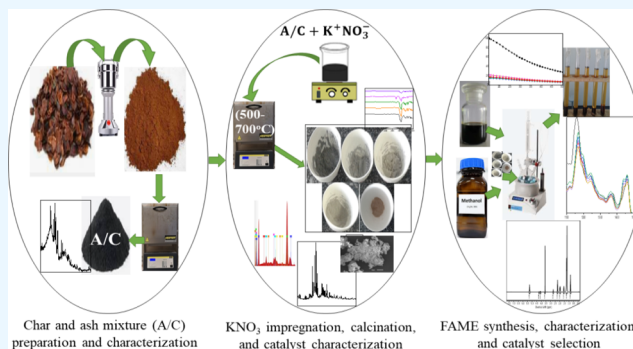 A/C + K⁺NO₃⁻
(500-
700°C)
A/C
Methanol
Char and ash mixture (A/C)
preparation and characterization
KNO₃ impregnation, calcination,
and catalyst characterization
FAME synthesis, characterization
and catalyst selection